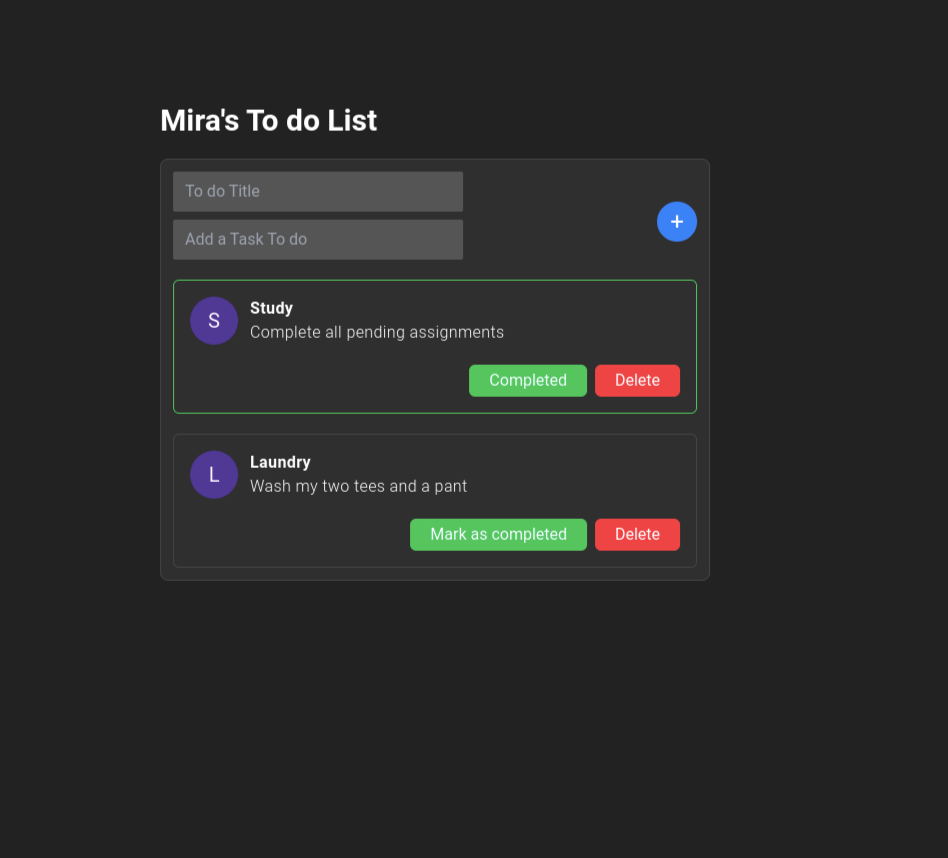 Mira's To do List
To do Title
Add a Task To do
+
S
Study
Complete all pending assignments
Completed Delete
L
Laundry
Wash my two tees and a pant
Mark as completed Delete